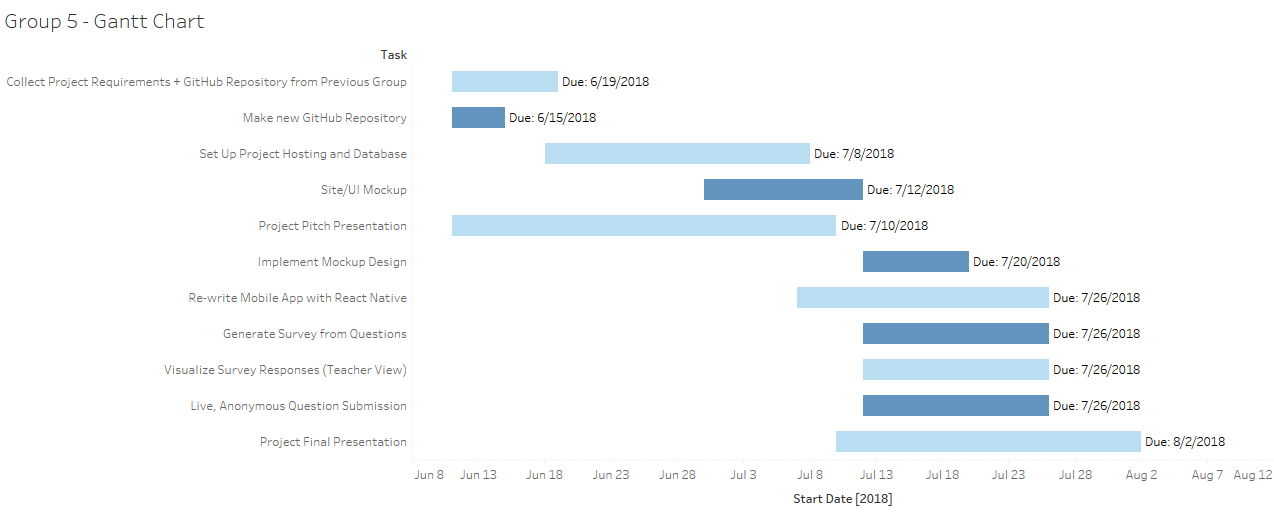 Group 5 - Gantt Chart
Task
Collect Project Requirements + GitHub Repository from Previous Group Due: 6/19/2018
Make new GitHub Repository Due: 6/15/2018
Set Up Project Hosting and Database Due: 7/8/2018
Site/UI Mockup Due: 7/12/2018
Project Pitch Presentation Due: 7/10/2018
Implement Mockup Design Due: 7/20/2018
Re-write Mobile App with React Native Due: 7/26/2018
Generate Survey from Questions Due: 7/26/2018
Visualize Survey Responses (Teacher View) Due: 7/26/2018
Live, Anonymous Question Submission Due: 7/26/2018
Project Final Presentation Due: 8/2/2018
Jun 8 Jun 13 Jun 18 Jun 23 Jun 28 Jul 3 Jul 8 Jul 13 Jul 18 Jul 23 Jul 28 Aug 2 Aug 7 Aug 12
Start Date [2018]